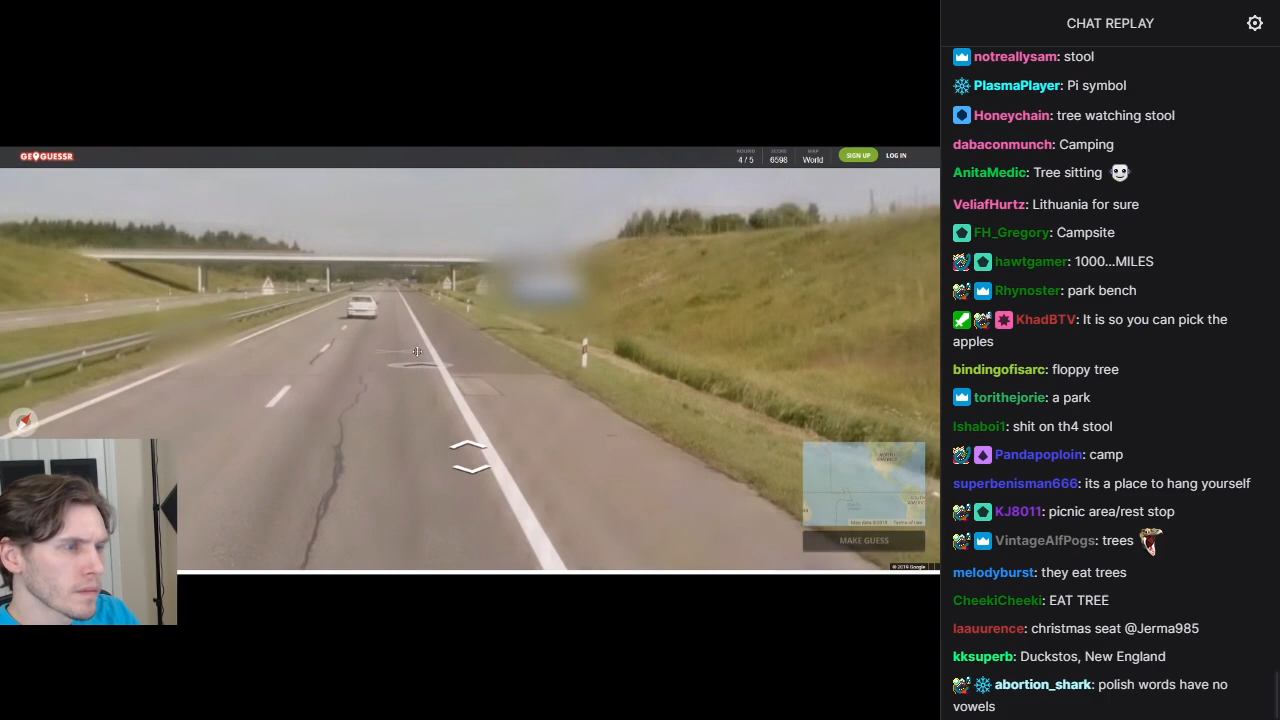 CHAT REPLAY
notreallysam: stool
PlasmaPlayer: Pi symbol
Honeychain: tree watching stool
dabaconmunch: Camping
GEOGUESSR
ROUND
4 / 5
SCORE
6598
MAP
World
SIGN UP
LOG IN
AnitaMedic: Tree sitting
VeliafHurtz: Lithuania for sure
FH_Gregory: Campsite
hawtgamer: 1000...MILES
Rhynoster: park bench
KhadBTV: It is so you can pick the
apples
bindingofisarc: floppy tree
torithejorie: a park
Ishaboi1: shit on th4 stool
Pandapoploin: camp
superbenisman666: its a place to hang yourself
KJ8011: picnic area/rest stop
MAKE GUESS
VintageAlfPogs: trees
© 2019 Google
melodyburst: they eat trees
CheekiCheeki: EAT TREE
laauurence: christmas seat @Jerma985
kksuperb: Duckstos, New England
abortion_shark: polish words have no
vowels